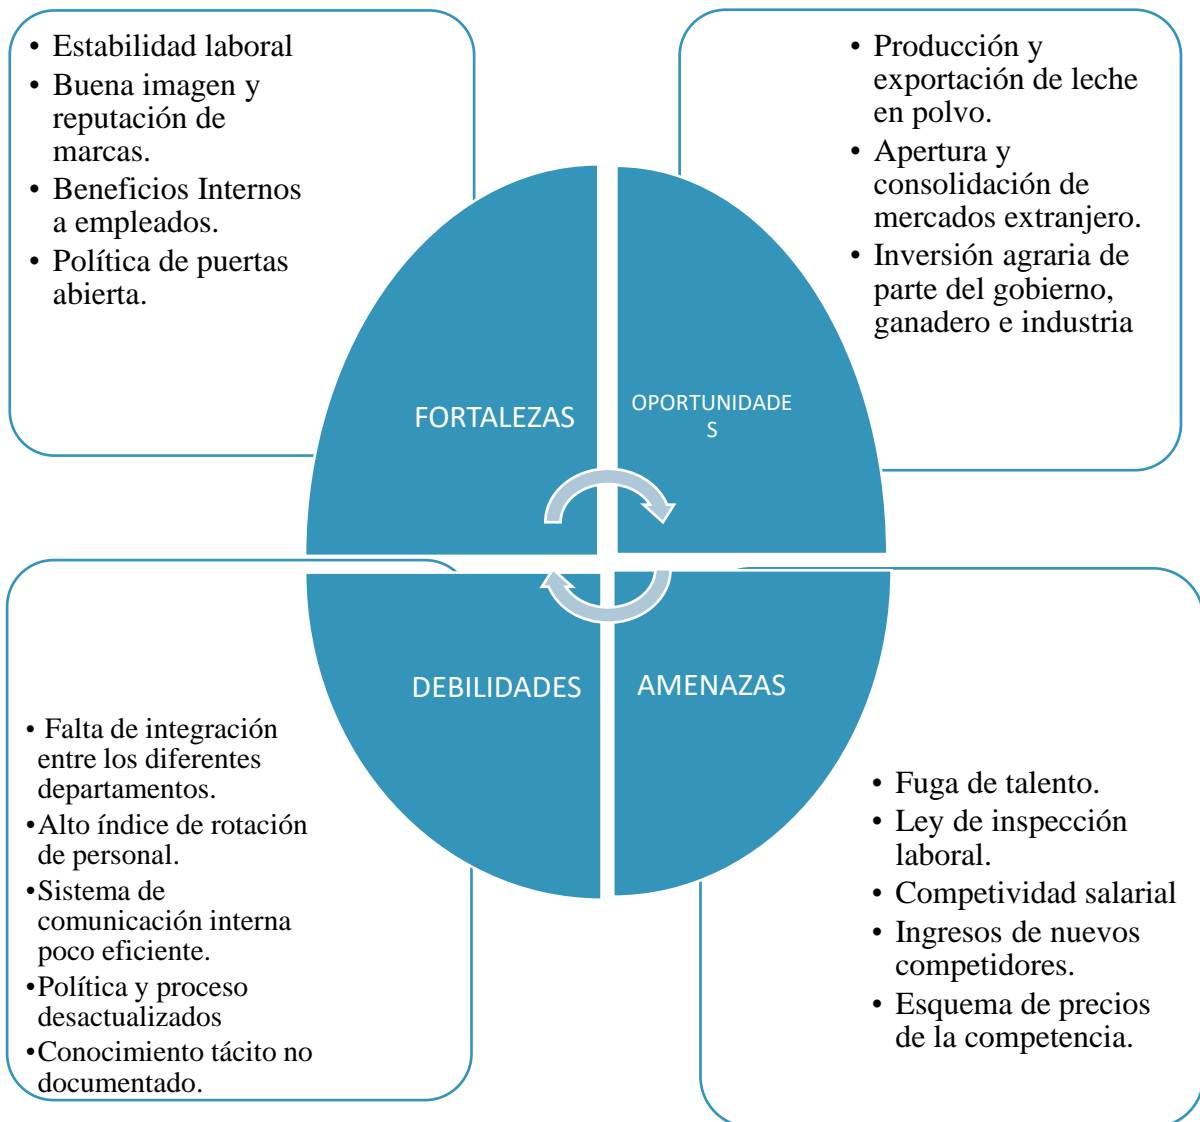 • Estabilidad laboral
• Buena imagen y
reputación de
marcas.
• Beneficios Internos
a empleados.
• Política de puertas
abierta.
• Producción y
exportación de leche
en polvo.
• Apertura y
consolidación de
mercados extranjero.
• Inversión agraria de
parte del gobierno,
ganadero e industria
FORTALEZAS
OPORTUNIDADE
S
DEBILIDADES
AMENAZAS
• Falta de integración
entre los diferentes
departamentos.
•Alto índice de rotación
de personal.
•Sistema de
comunicación interna
poco eficiente.
•Política y proceso
desactualizados
•Conocimiento tácito no
documentado.
• Fuga de talento.
• Ley de inspección
laboral.
• Competividad salarial
• Ingresos de nuevos
competidores.
• Esquema de precios
de la competencia.